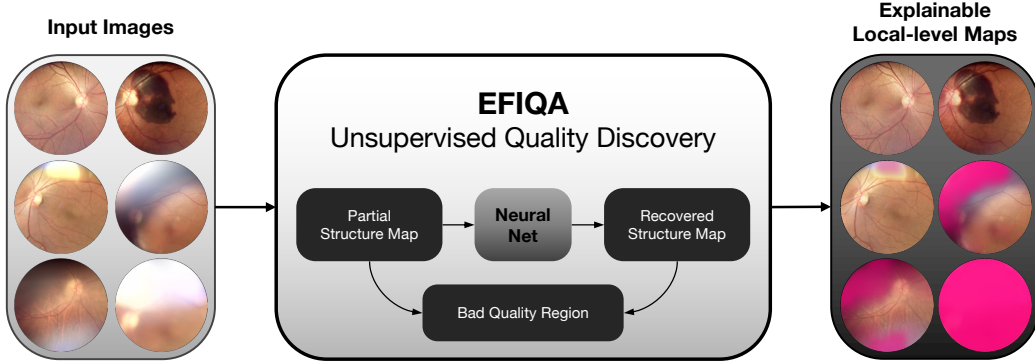 Input Images
EFIQA
Unsupervised Quality Discovery
Partial
Structure Map
Neural
Net
Recovered
Structure Map
Bad Quality Region
Explainable
Local-level Maps